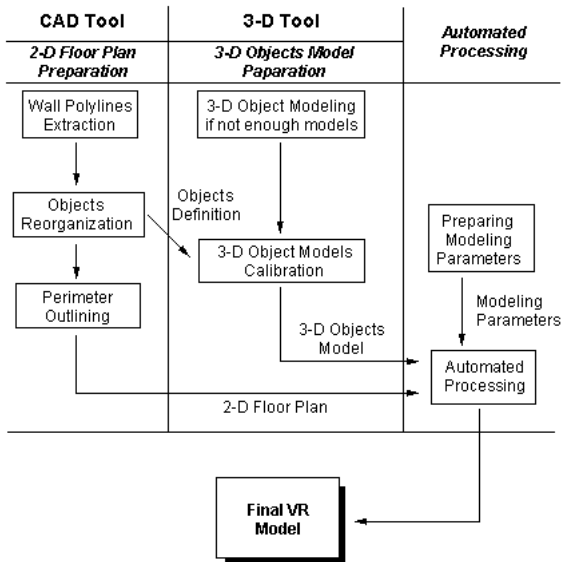 CAD Tool
3-D Tool
Automated
Processing
2-D Floor Plan
Preparation
3-D Objects Model
Paparation
Wall Polylines
Extraction
3-D Object Modeling
if not enough models
Objects
Reorganization
Objects
Definition
Preparing
Modeling
Parameters
3-D Object Models
Calibration
Perimeter
Outlining
Modeling
Parameters
3-D Objects
Model
Automated
Processing
2-D Floor Plan
Final VR
Model